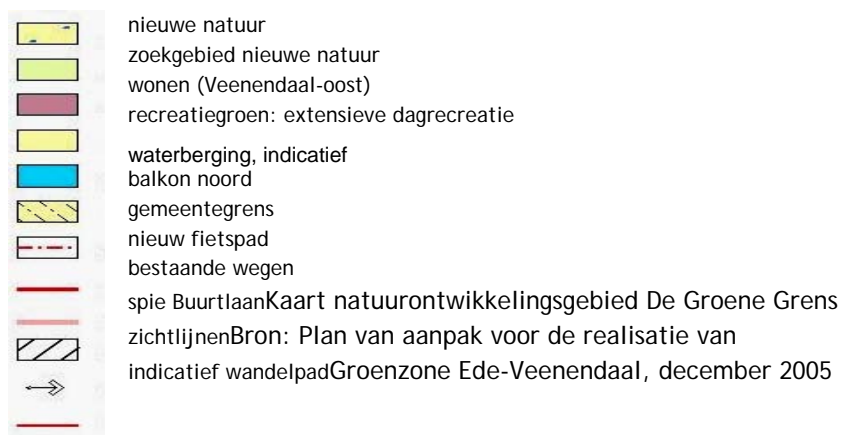 nieuwe natuur
zoekgebied nieuwe natuur
wonen (Veenendaal-oost)
recreatiegroen: extensieve dagrecreatie
waterberging, indicatief
balkon noord
gemeentegrens
nieuw fietspad
bestaande wegen
spie BuurtlaanKaart natuurontwikkelingsgebied De Groene Grens
zichtlijnenBron: Plan van aanpak voor de realisatie van
indicatief wandelpadGroenzone Ede-Veenendaal, december 2005